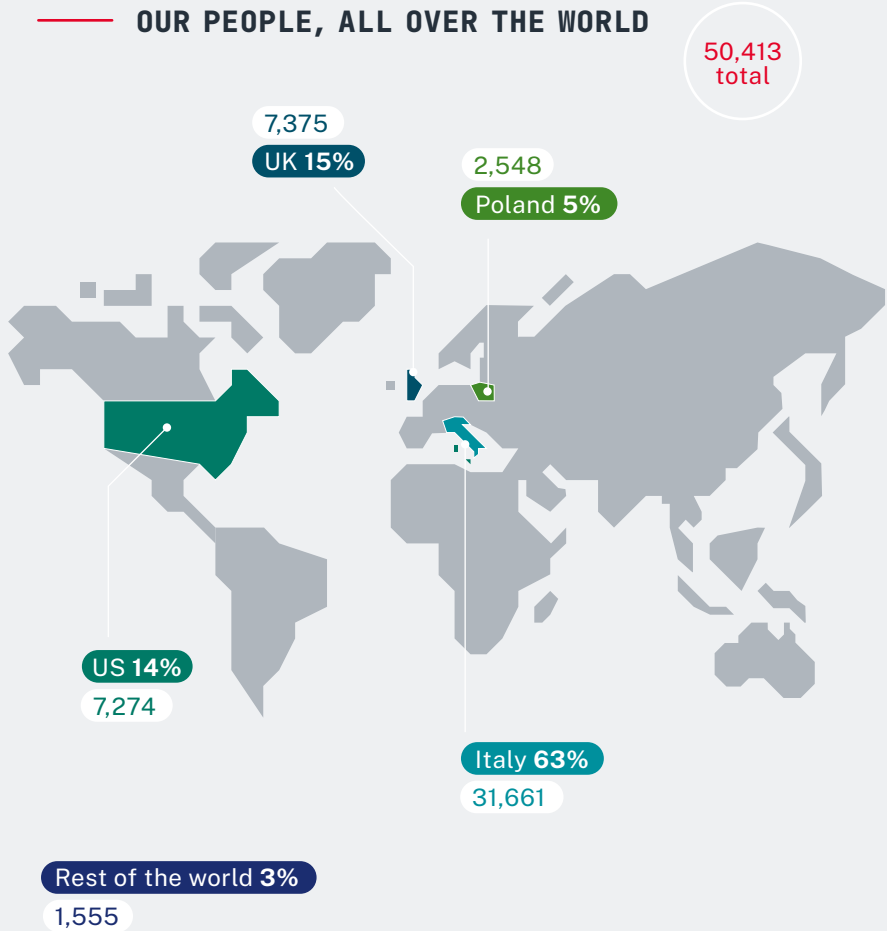 OUR PEOPLE, ALL OVER THE WORLD
50,413
total
7,375
UK 15%
2,548
Poland 5%
US 14%
7,274
Italy 63%
31,661
Rest of the world 3%
1,555